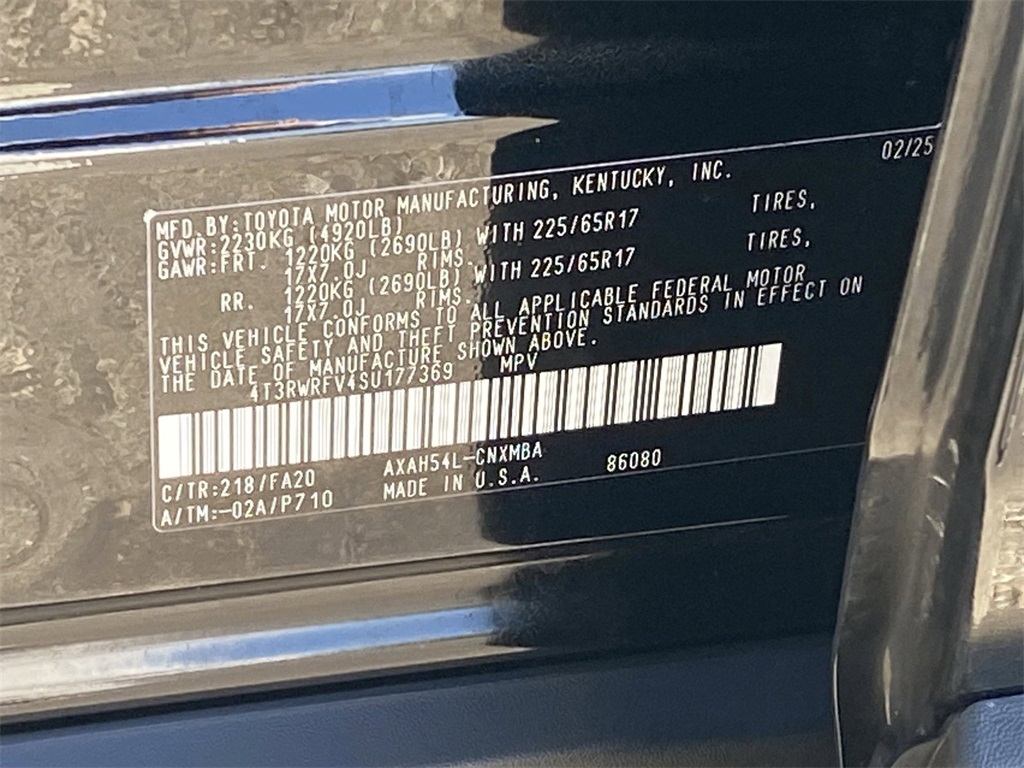 02/25
MFD.BY:TOYOTA MOTOR MANUFACTURING, KENTUCKY, INC.
GVWR:2230KG (4920LB)
GAWR:FRT. 1220KG (2690LB) WITH 225/65R17 TIRES,
17X7.0J RIMS.
RR. 1220KG (2690LB) WITH 225/65R17 TIRES,
17X7.0J RIMS.
THIS VEHICLE CONFORMS TO ALL APPLICABLE FEDERAL MOTOR
VEHICLE SAFETY AND THEFT PREVENTION STANDARDS IN EFFECT ON
THE DATE OF MANUFACTURE SHOWN ABOVE.
4T3RWRFV4SU177369 MPV
C/TR:218/FA20 AXAH54L-CNXMBA 86080
A/TM:-02A/P710 MADE IN U.S.A.